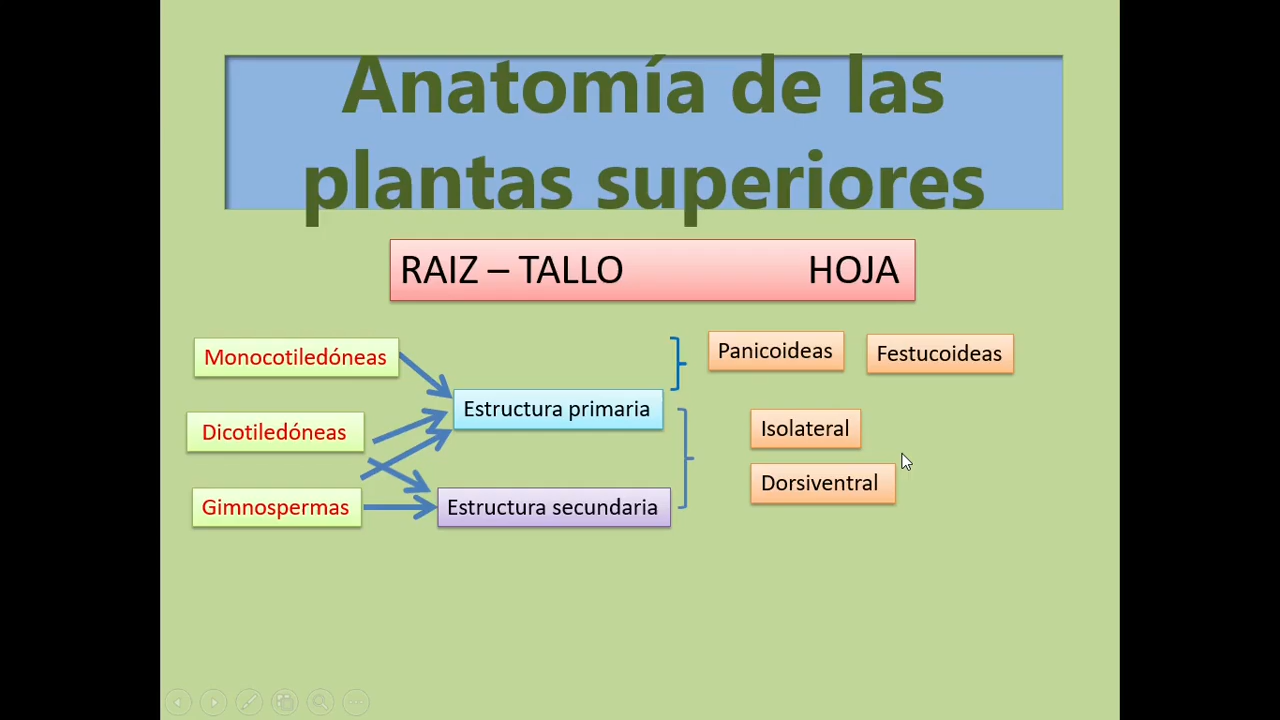 Anatomía de las
plantas superiores
RAIZ – TALLO HOJA
Monocotiledóneas
Dicotiledóneas
Gimnospermas
Estructura primaria
Estructura secundaria
Panicoideas
Festucoideas
Isolateral
Dorsiventral